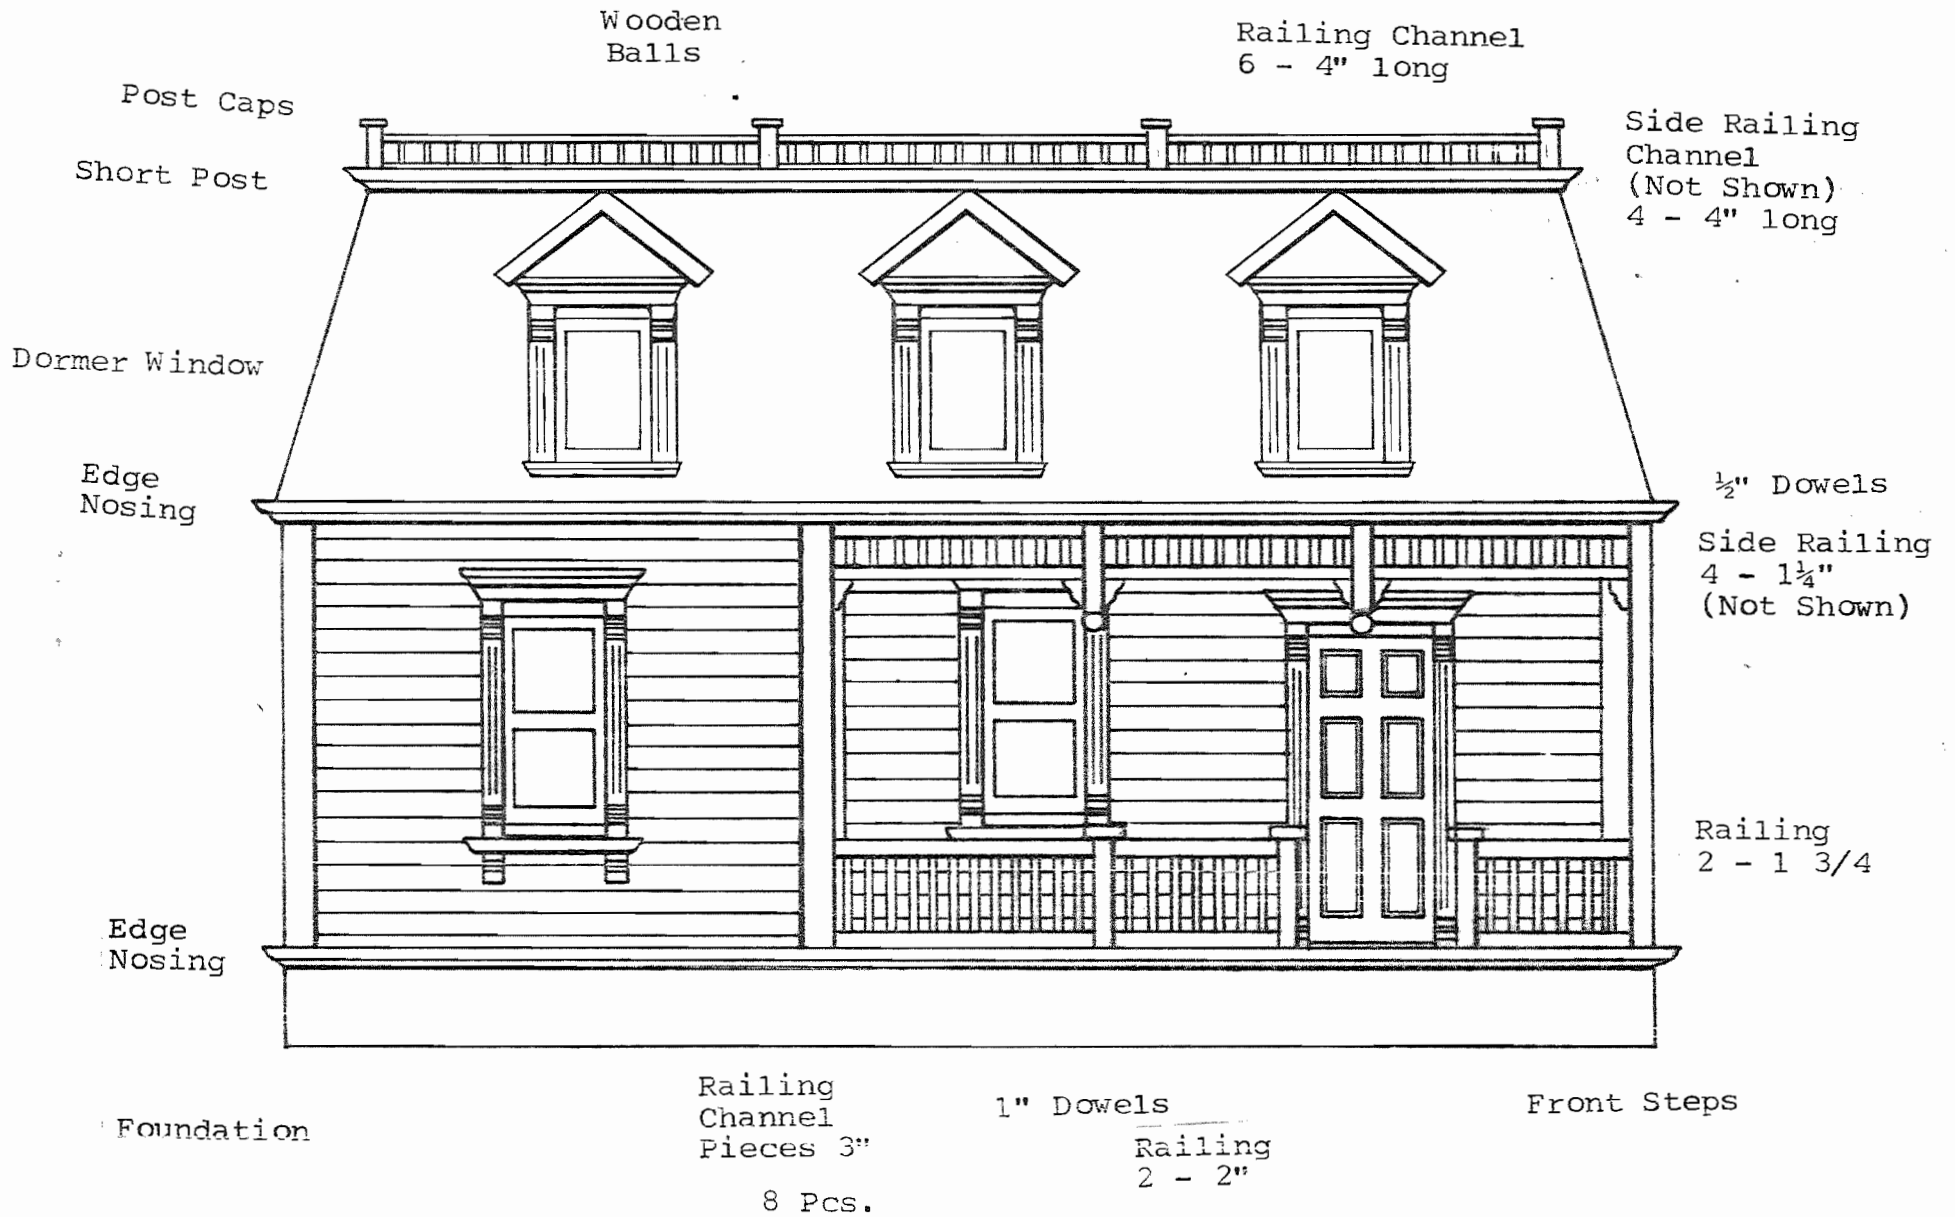 Wooden
Balls
Railing Channel
6 - 4" long
Post Caps
Side Railing
Channel
(Not Shown)
4 - 4" long
Short Post
Dormer Window
Edge
Nosing
½" Dowels
Side Railing
4 - 1¼"
(Not Shown)
Railing
2 - 1 3/4
Edge
Nosing
Foundation
Railing
Channel
Pieces 3"
8 Pcs.
1" Dowels
Railing
2 - 2"
Front Steps